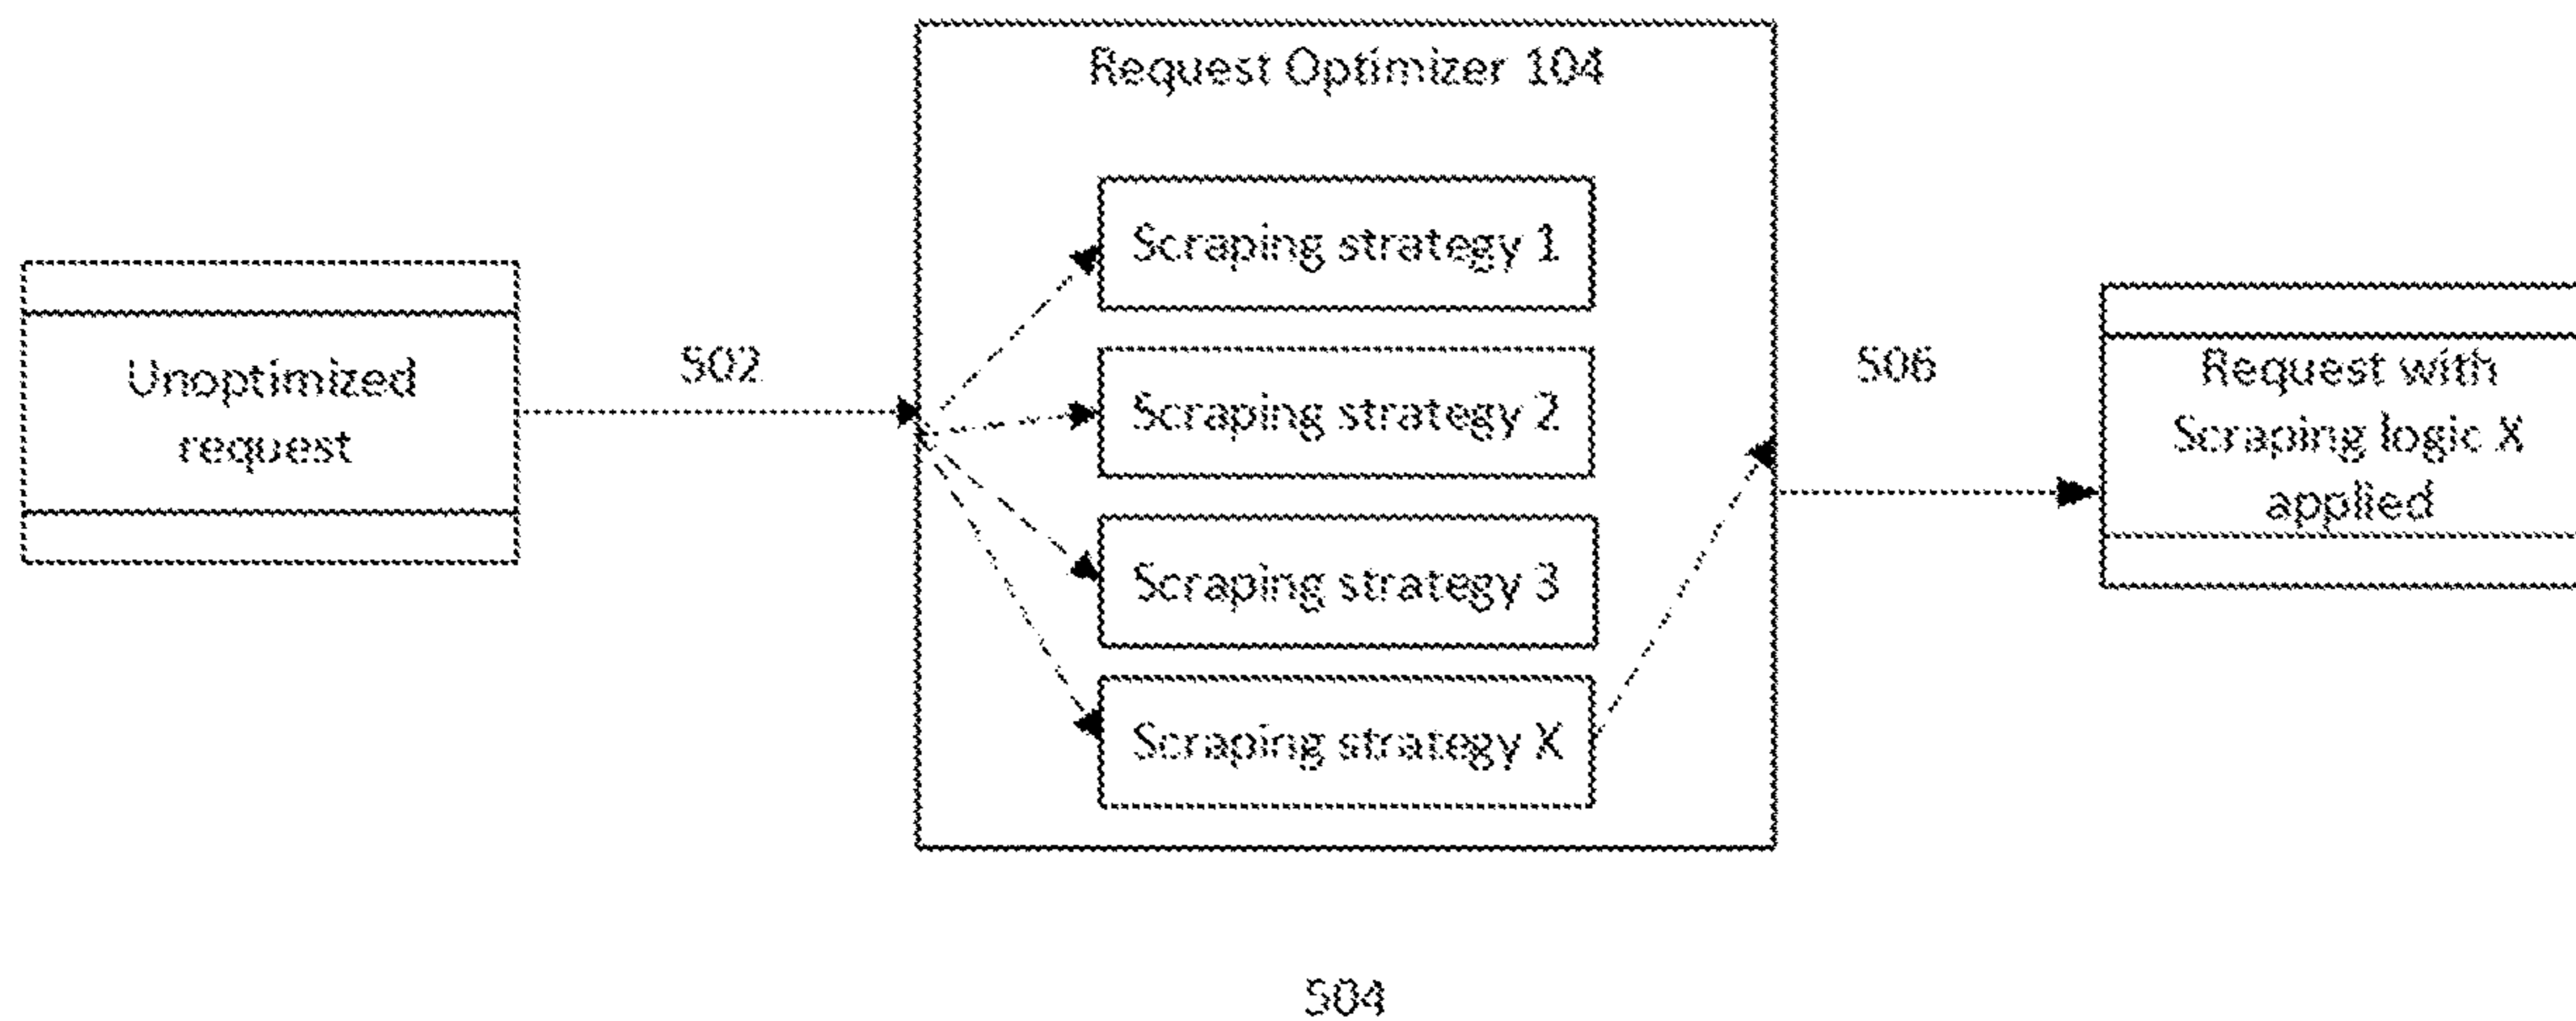 Request Optimizer 104
Scraping strategy 1
Unoptimized
request
502
Scraping strategy 2
506
Request with
Scraping logic X
applied
Scraping strategy 3
Scraping strategy X
504